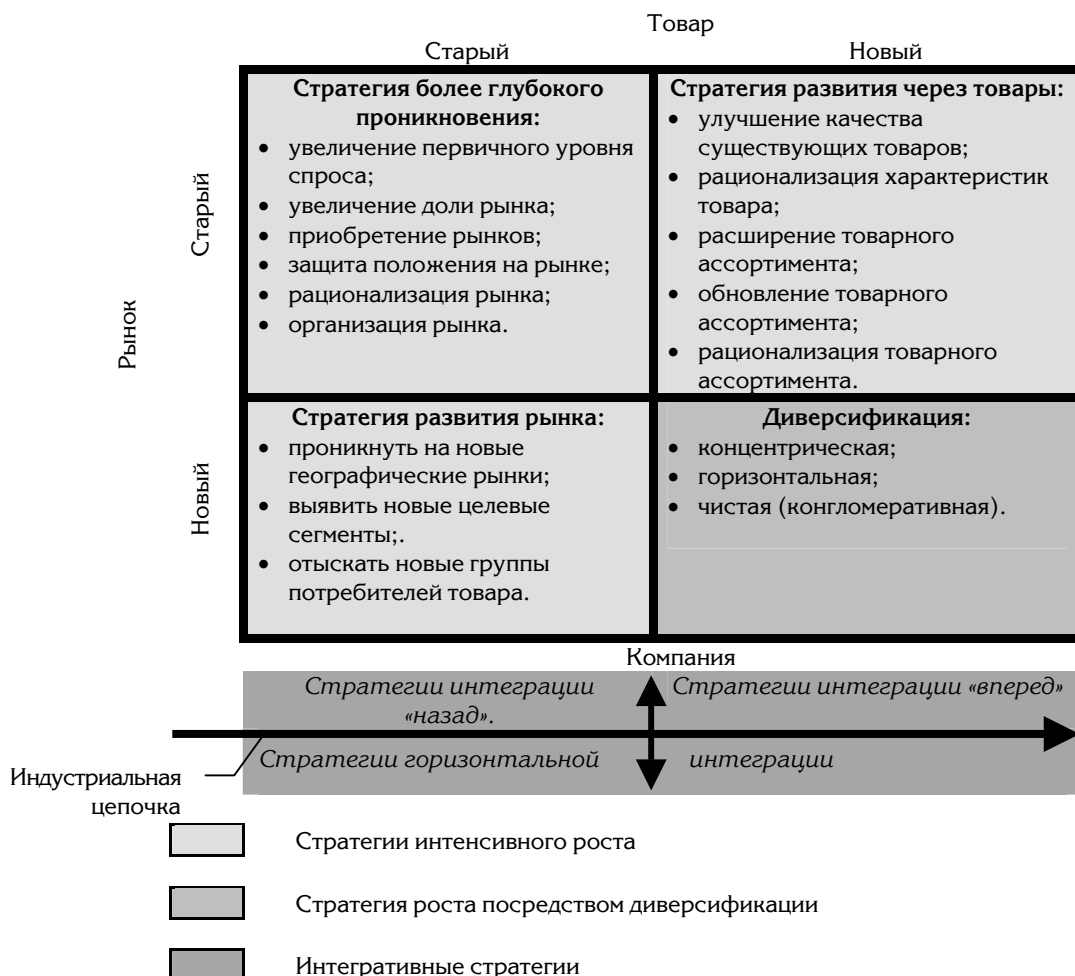 Товар
Старый
Новый
Рынок
Старый
Стратегия более глубокого
проникновения:
• увеличение первичного уровня
спроса;
• увеличение доли рынка;
• приобретение рынков;
• защита положения на рынке;
• рационализация рынка;
• организация рынка.
Стратегия развития через товары:
• улучшение качества
существующих товаров;
• рационализация характеристик
товара;
• расширение товарного
ассортимента;
• обновление товарного
ассортимента;
• рационализация товарного
ассортимента.
Новый
Стратегия развития рынка:
• проникнуть на новые
географические рынки;
• выявить новые целевые
сегменты;.
• отыскать новые группы
потребителей товара.
Диверсификация:
• концентрическая;
• горизонтальная;
• чистая (конгломеративная).
Компания
Стратегии интеграции
«назад».
Стратегии интеграции «вперед»
Стратегии горизонтальной интеграции
Индустриальная
цепочка
Стратегии интенсивного роста
Стратегия роста посредством диверсификации
Интегративные стратегии